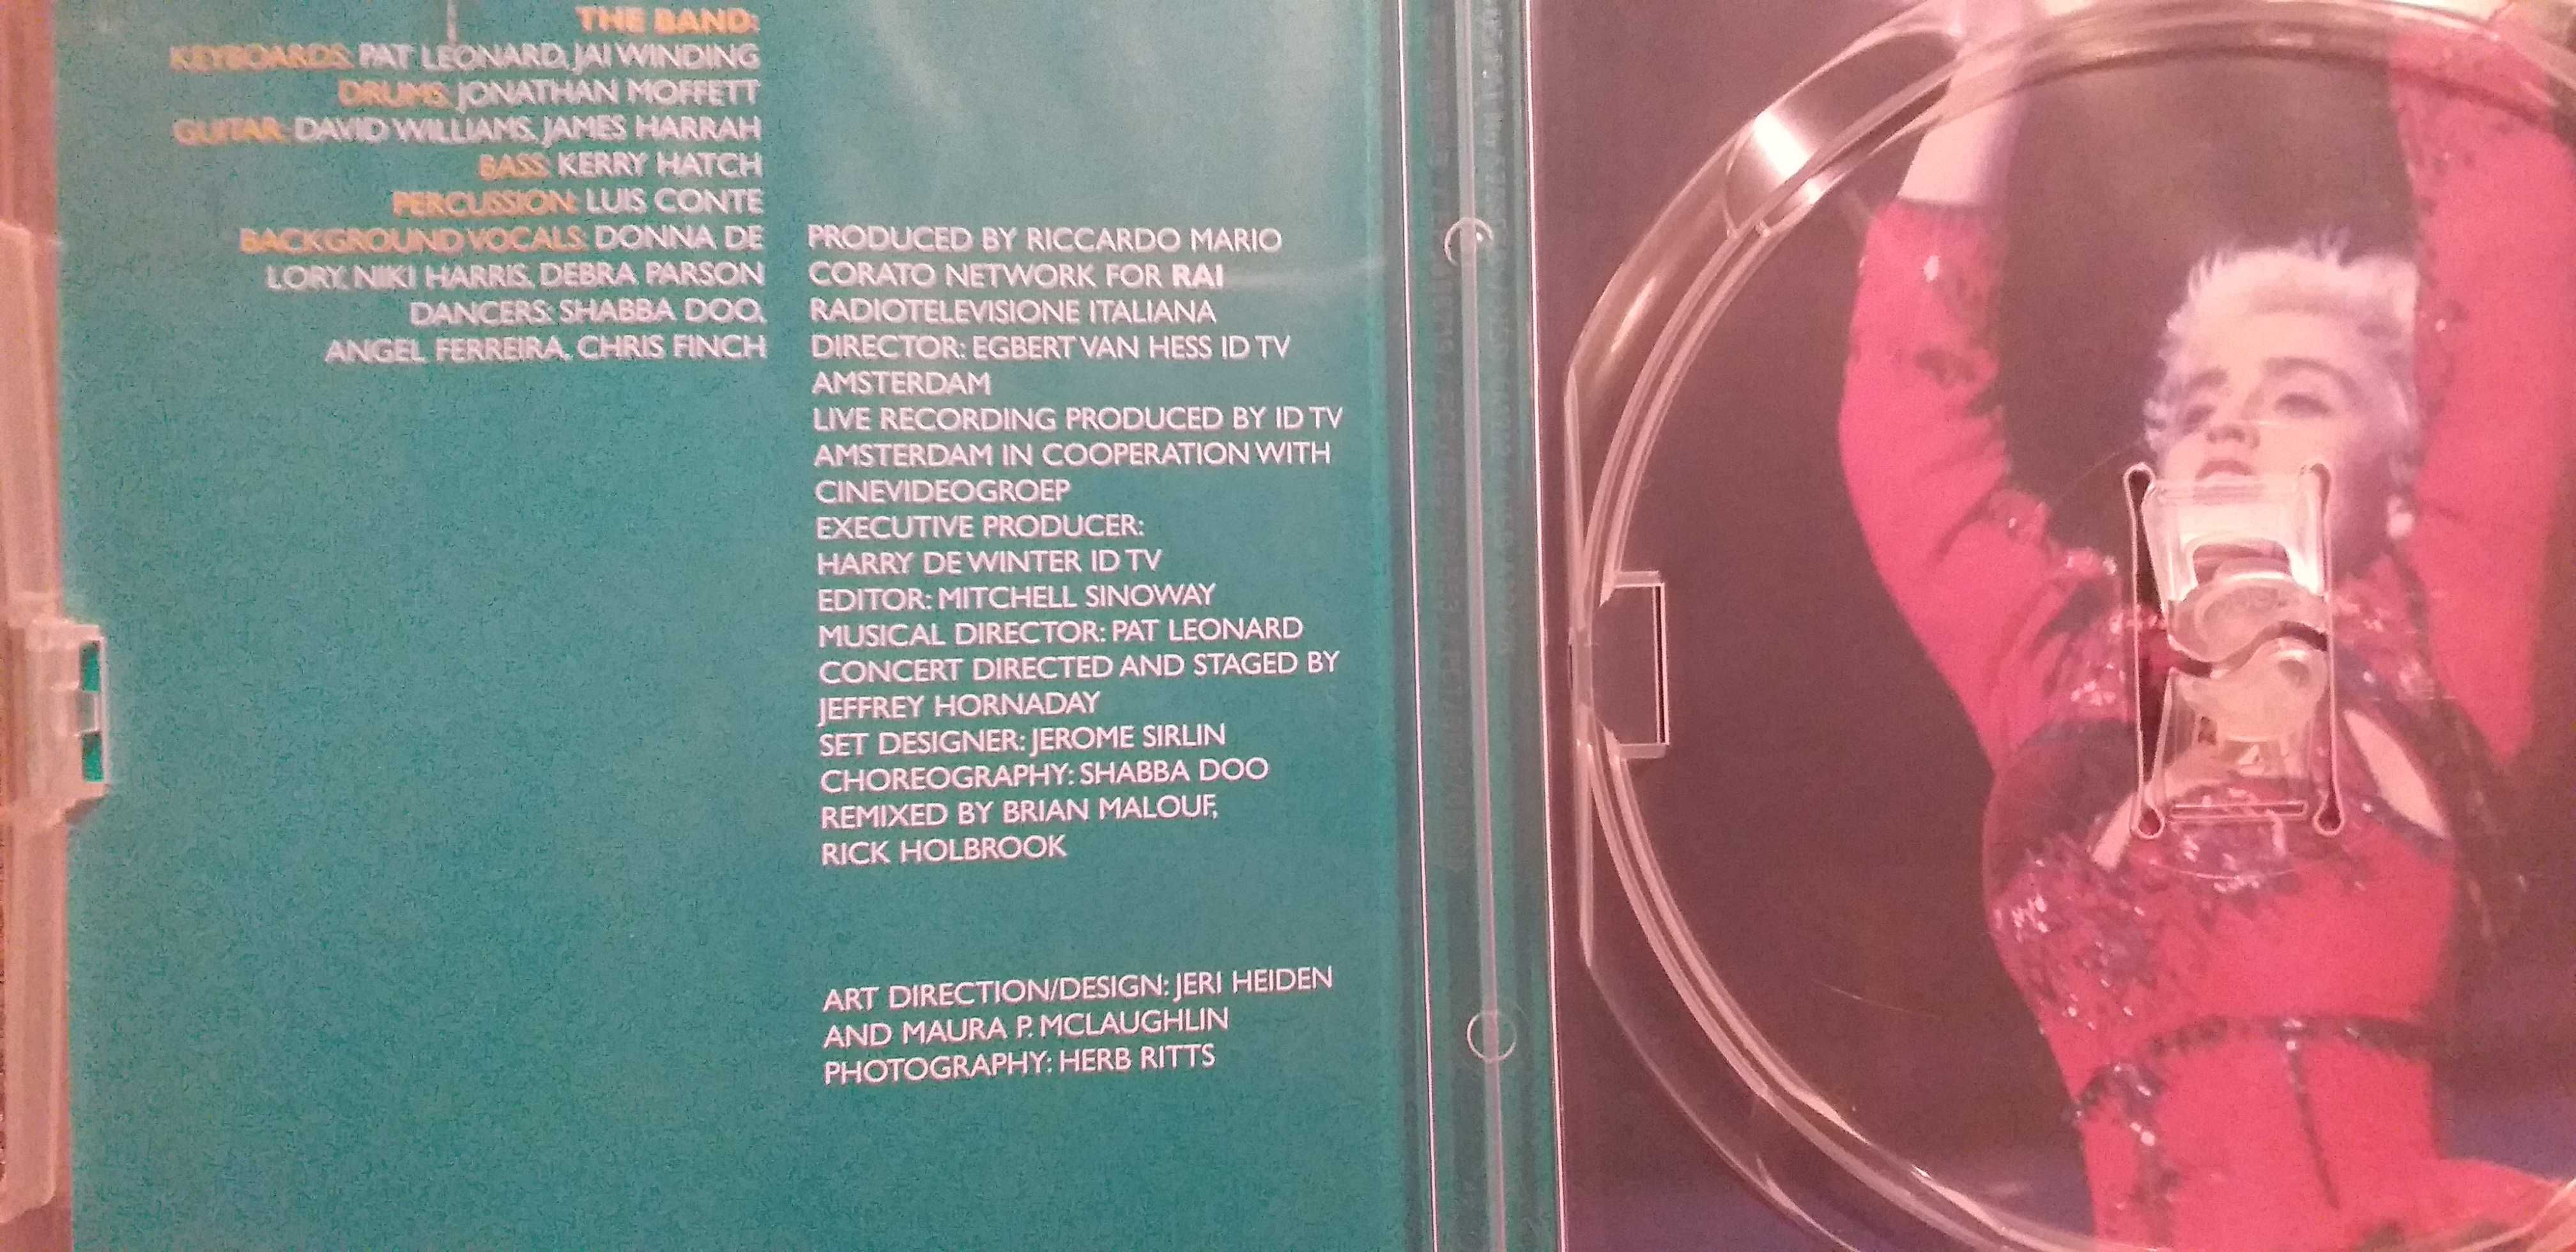 THE BAND:
KEYBOARDS: PAT LEONARD, JAI WINDING
DRUMS: JONATHAN MOFFETT
GUITAR: DAVID WILLIAMS, JAMES HARRAH
BASS: KERRY HATCH
PERCUSSION: LUIS CONTE
BACKGROUND VOCALS: DONNA DE
LORY, NIKI HARRIS, DEBRA PARSON
DANCERS: SHABBA DOO,
ANGEL FERREIRA, CHRIS FINCH
PRODUCED BY RICCARDO MARIO
CORATO NETWORK FOR RAI
RADIOTELEVISIONE ITALIANA
DIRECTOR: EGBERT VAN HESS ID TV
AMSTERDAM
LIVE RECORDING PRODUCED BY ID TV
AMSTERDAM IN COOPERATION WITH
CINEVIDEOGROEP
EXECUTIVE PRODUCER:
HARRY DE WINTER ID TV
EDITOR: MITCHELL SINOWAY
MUSICAL DIRECTOR: PAT LEONARD
CONCERT DIRECTED AND STAGED BY
JEFFREY HORNADAY
SET DESIGNER: JEROME SIRLIN
CHOREOGRAPHY: SHABBA DOO
REMIXED BY BRIAN MALOUF,
RICK HOLBROOK
ART DIRECTION/DESIGN: JERI HEIDEN
AND MAURA P. MCLAUGHLIN
PHOTOGRAPHY: HERB RITTS